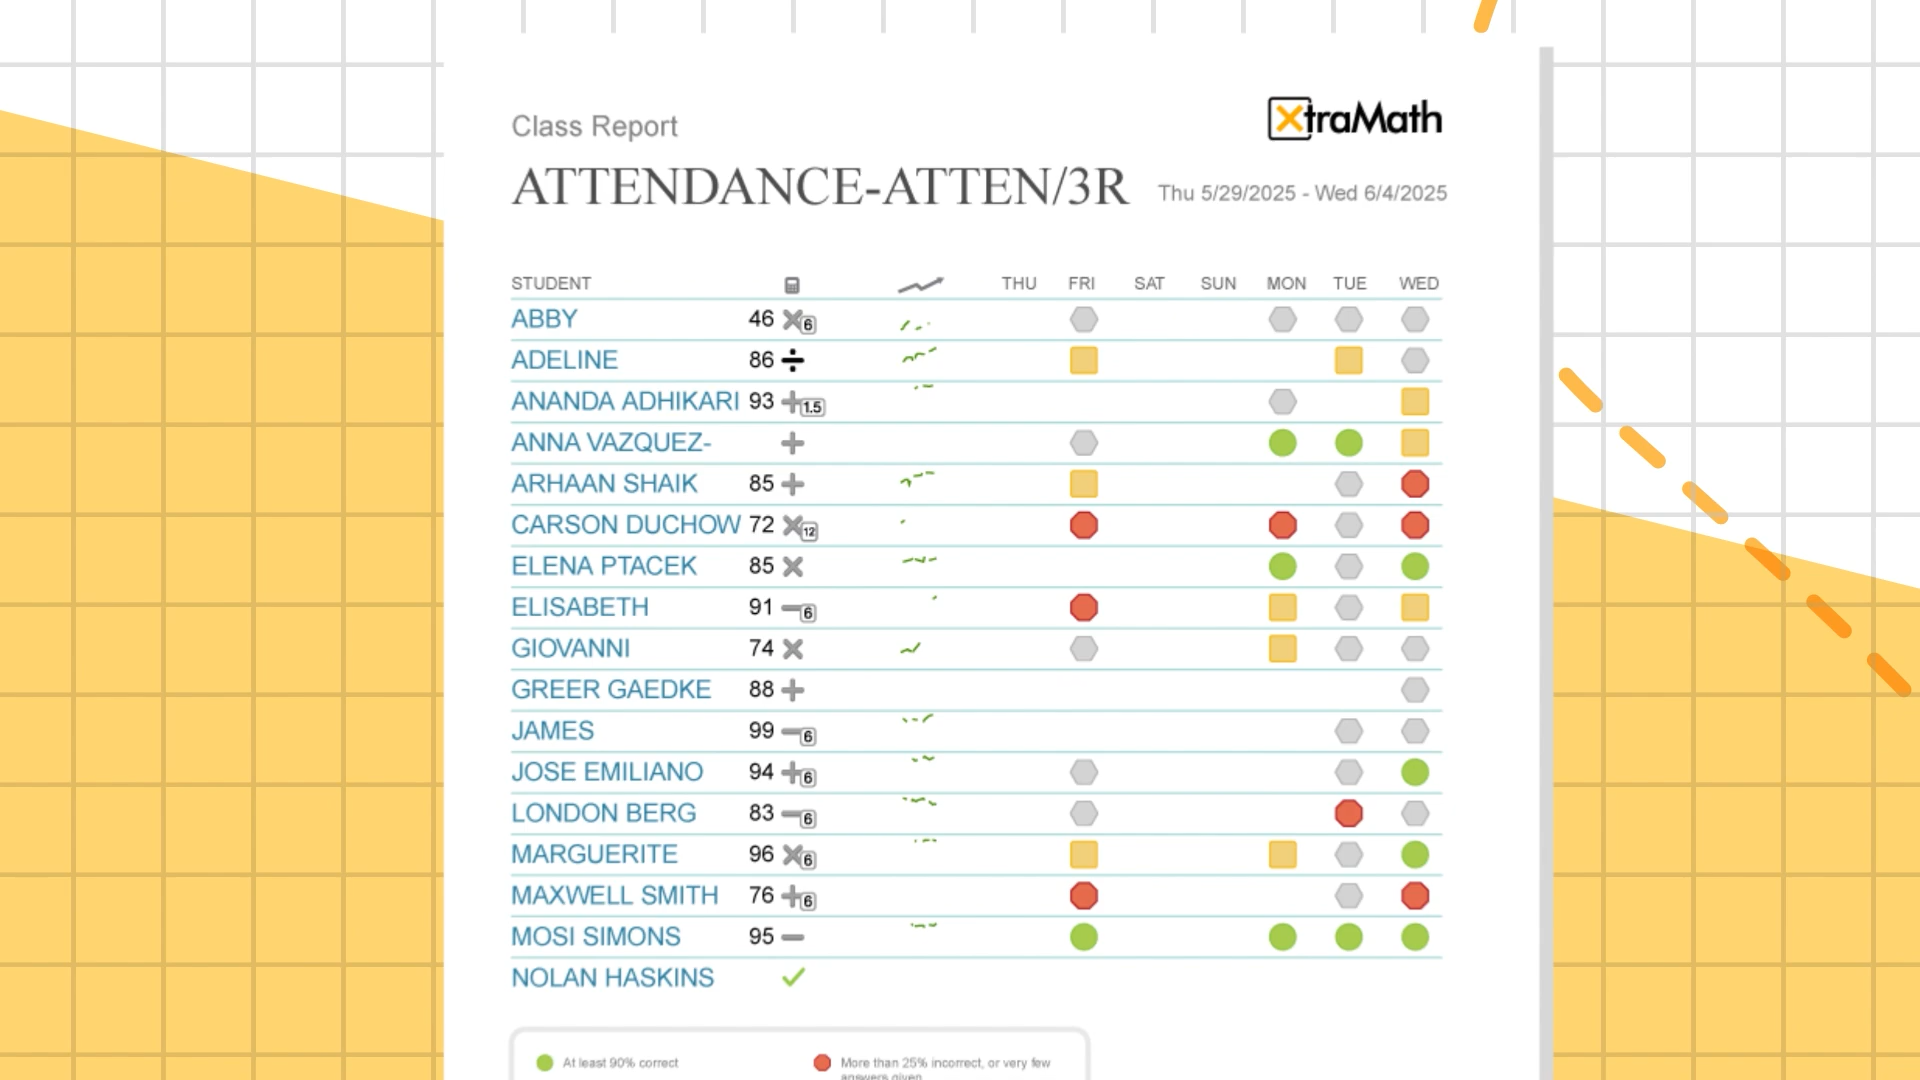 Class Report
XtraMath
ATTENDANCE-ATTEN/3R Thu 5/29/2025 - Wed 6/4/2025
STUDENT THU FRI SAT SUN MON TUE WED
ABBY 46 6
ADELINE 86 ÷
ANANDA ADHIKARI 93 + 1.5
ANNA VAZQUEZ- +
ARHAAN SHAIK 85 +
CARSON DUCHOW 72 × 12
ELENA PTACEK 85 ×
ELISABETH 91 − 6
GIOVANNI 74 ×
GREER GAEDKE 88 +
JAMES 99 − 6
JOSE EMILIANO 94 + 6
LONDON BERG 83 − 6
MARGUERITE 96 × 6
MAXWELL SMITH 76 + 6
MOSI SIMONS 95 −
NOLAN HASKINS ✓
At least 90% correct More than 25% incorrect, or very few
answers given